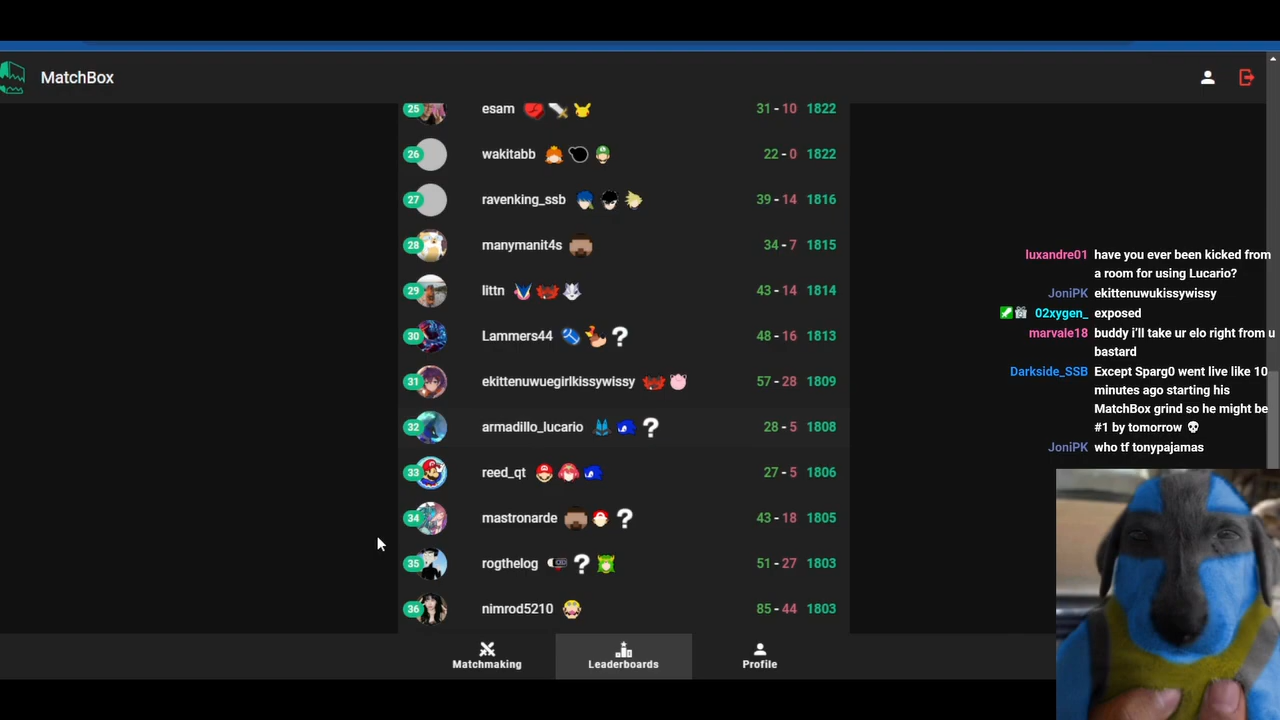 MatchBox
25 esam 31 - 10 1822
26 wakitabb 22 - 0 1822
27 ravenking_ssb 39 - 14 1816
28 manymanit4s 34 - 7 1815
29 littn 43 - 14 1814
30 Lammers44 ? 48 - 16 1813
31 ekittenuwuegirlkissywissy 57 - 28 1809
32 armadillo_lucario ? 28 - 5 1808
33 reed_qt 27 - 5 1806
34 mastronarde ? 43 - 18 1805
35 rogthelog ? 51 - 27 1803
36 nimrod5210 85 - 44 1803
Matchmaking Leaderboards Profile
luxandre01 have you ever been kicked from
a room for using Lucario?
JoniPK ekittenuwukissywissy
02xygen_ exposed
marvale18 buddy i'll take ur elo right from u
bastard
Darkside_SSB Except Sparg0 went live like 10
minutes ago starting his
MatchBox grind so he might be
#1 by tomorrow 💀
JoniPK who tf tonypajamas